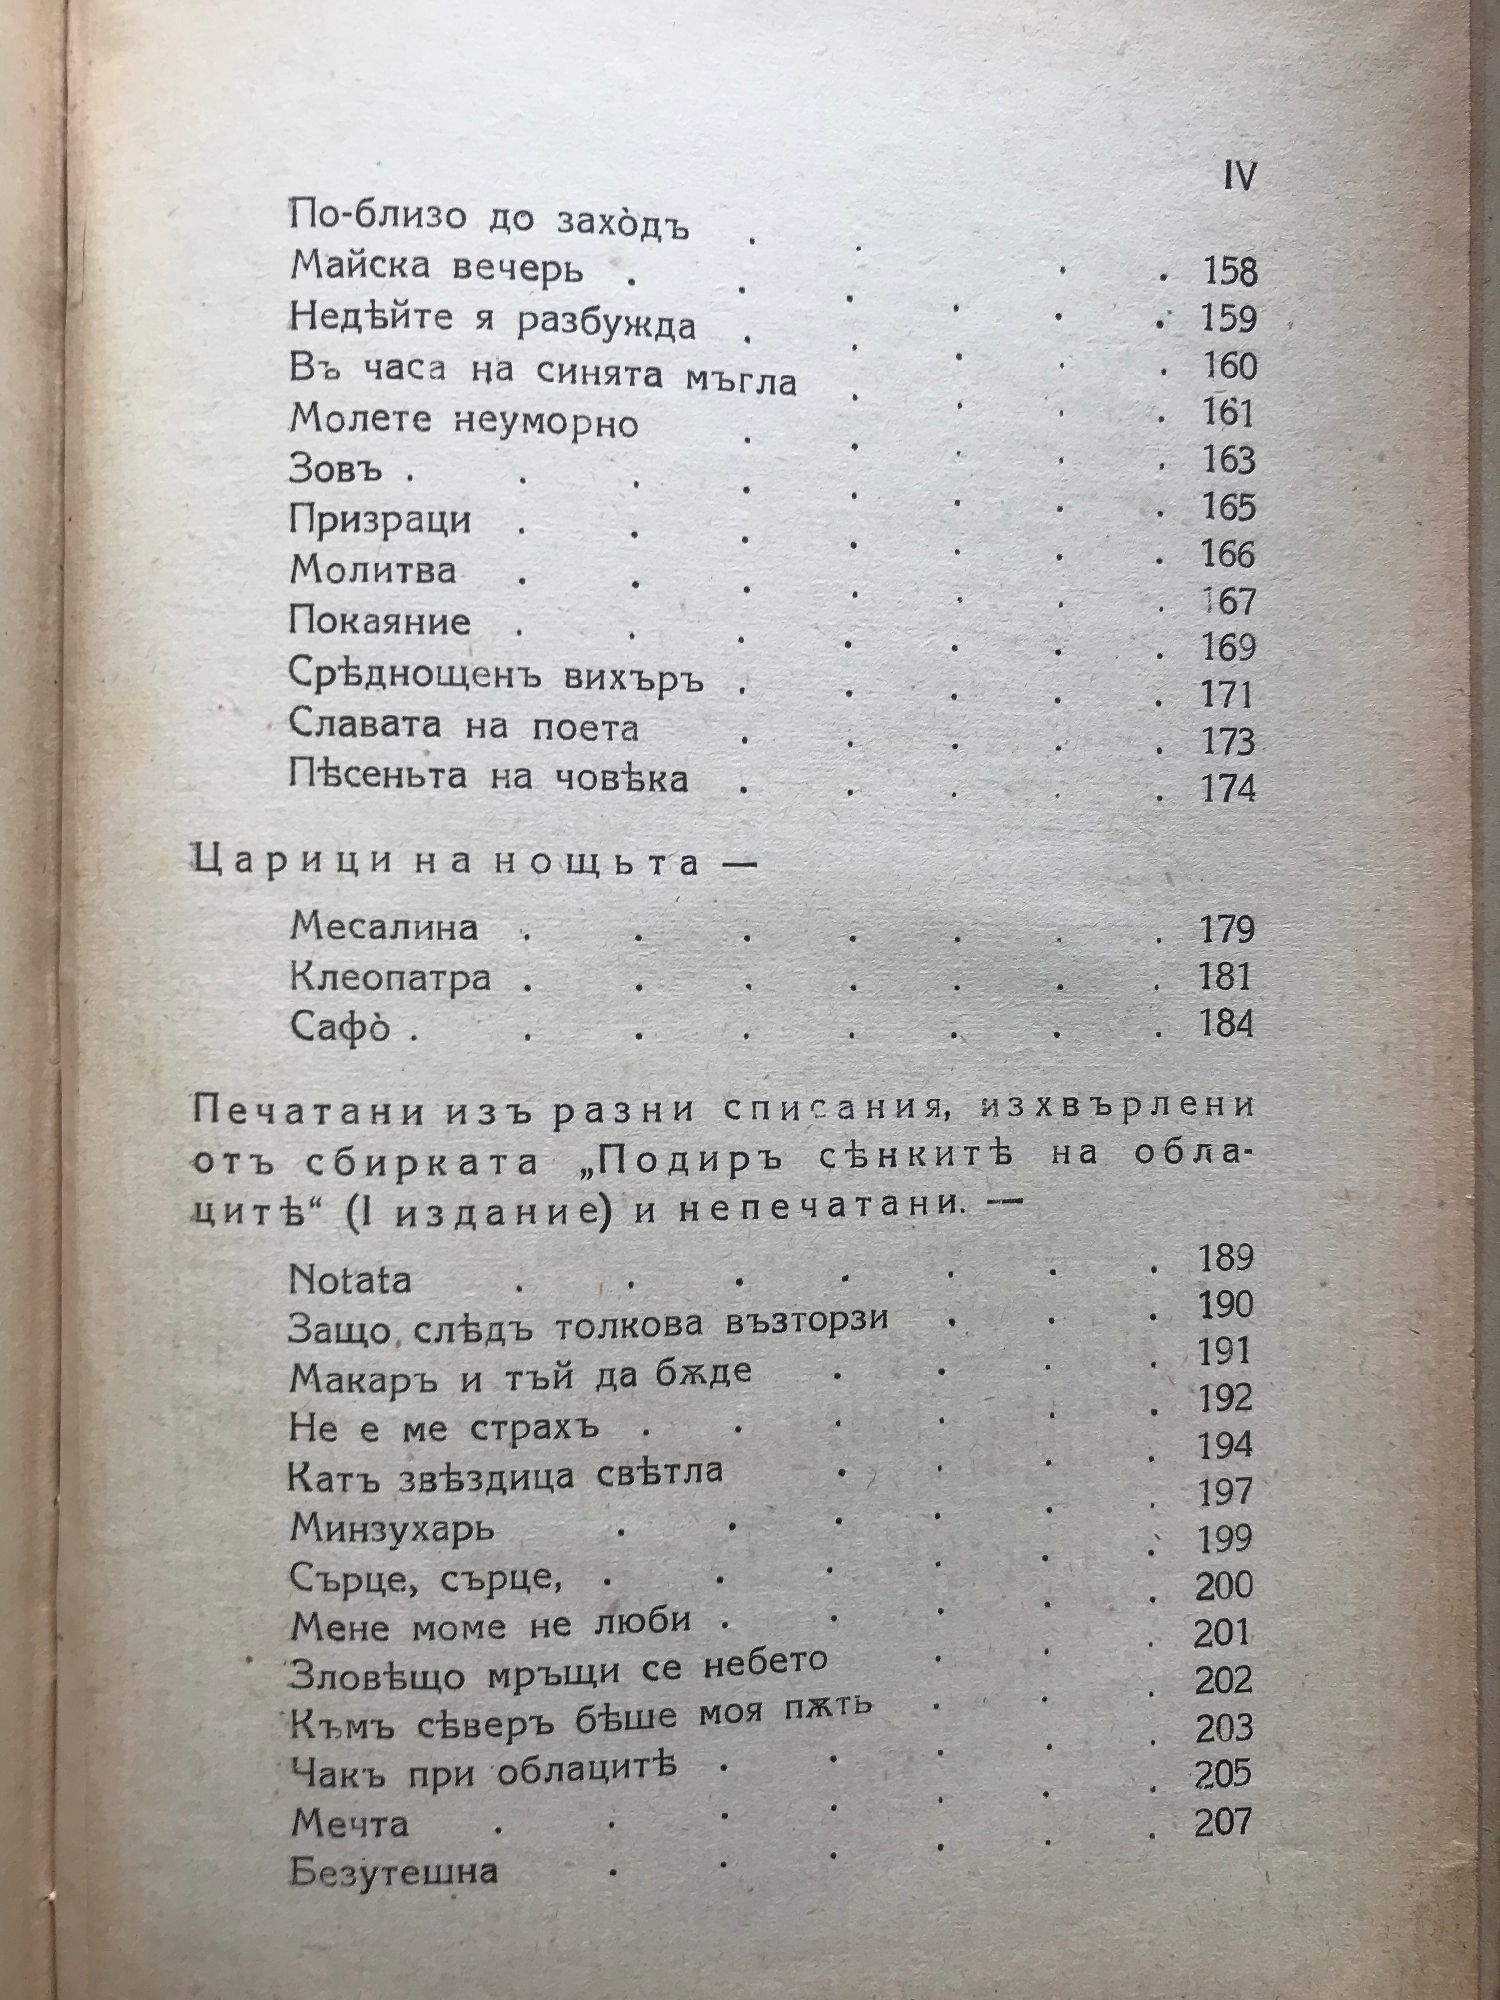 IV
По-близо до захо̀дъ . . . . 158
Майска вечерь . . . . . . 159
Недѣйте я разбужда . . . . . 160
Въ часа на синята мъгла . . . . 161
Молете неуморно . . . . . 163
Зовъ . . . . . . . . 165
Призраци . . . . . . . 166
Молитва . . . . . . . 167
Покаяние . . . . . . . 169
Срѣднощенъ вихъръ . . . . . 171
Славата на поета . . . . . 173
Пѣсеньта на човѣка . . . . . 174
Царици на нощьта —
Месалина . . . . . . . 179
Клеопатра . . . . . . . 181
Сафо̀ . . . . . . . . 184
Печатани изъ разни списания, изхвърлени
отъ сбирката „Подиръ сѣнкитѣ на обла-
цитѣ“ (I издание) и непечатани. —
Notata . . . . . . . 189
Защо, слѣдъ толкова възторзи . . . 190
Макаръ и тъй да бѫде . . . . 191
Не е ме страхъ . . . . . . 192
Катъ звѣздица свѣтла . . . . 194
Минзухарь . . . . . . 197
Сърце, сърце, . . . . . . 199
Мене моме не люби . . . . . 200
Зловѣщо мръщи се небето . . . 201
Къмъ сѣверъ бѣше моя пѫть . . . 202
Чакъ при облацитѣ . . . . . 203
Мечта . . . . . . . 205
Безутешна . . . . . . 207